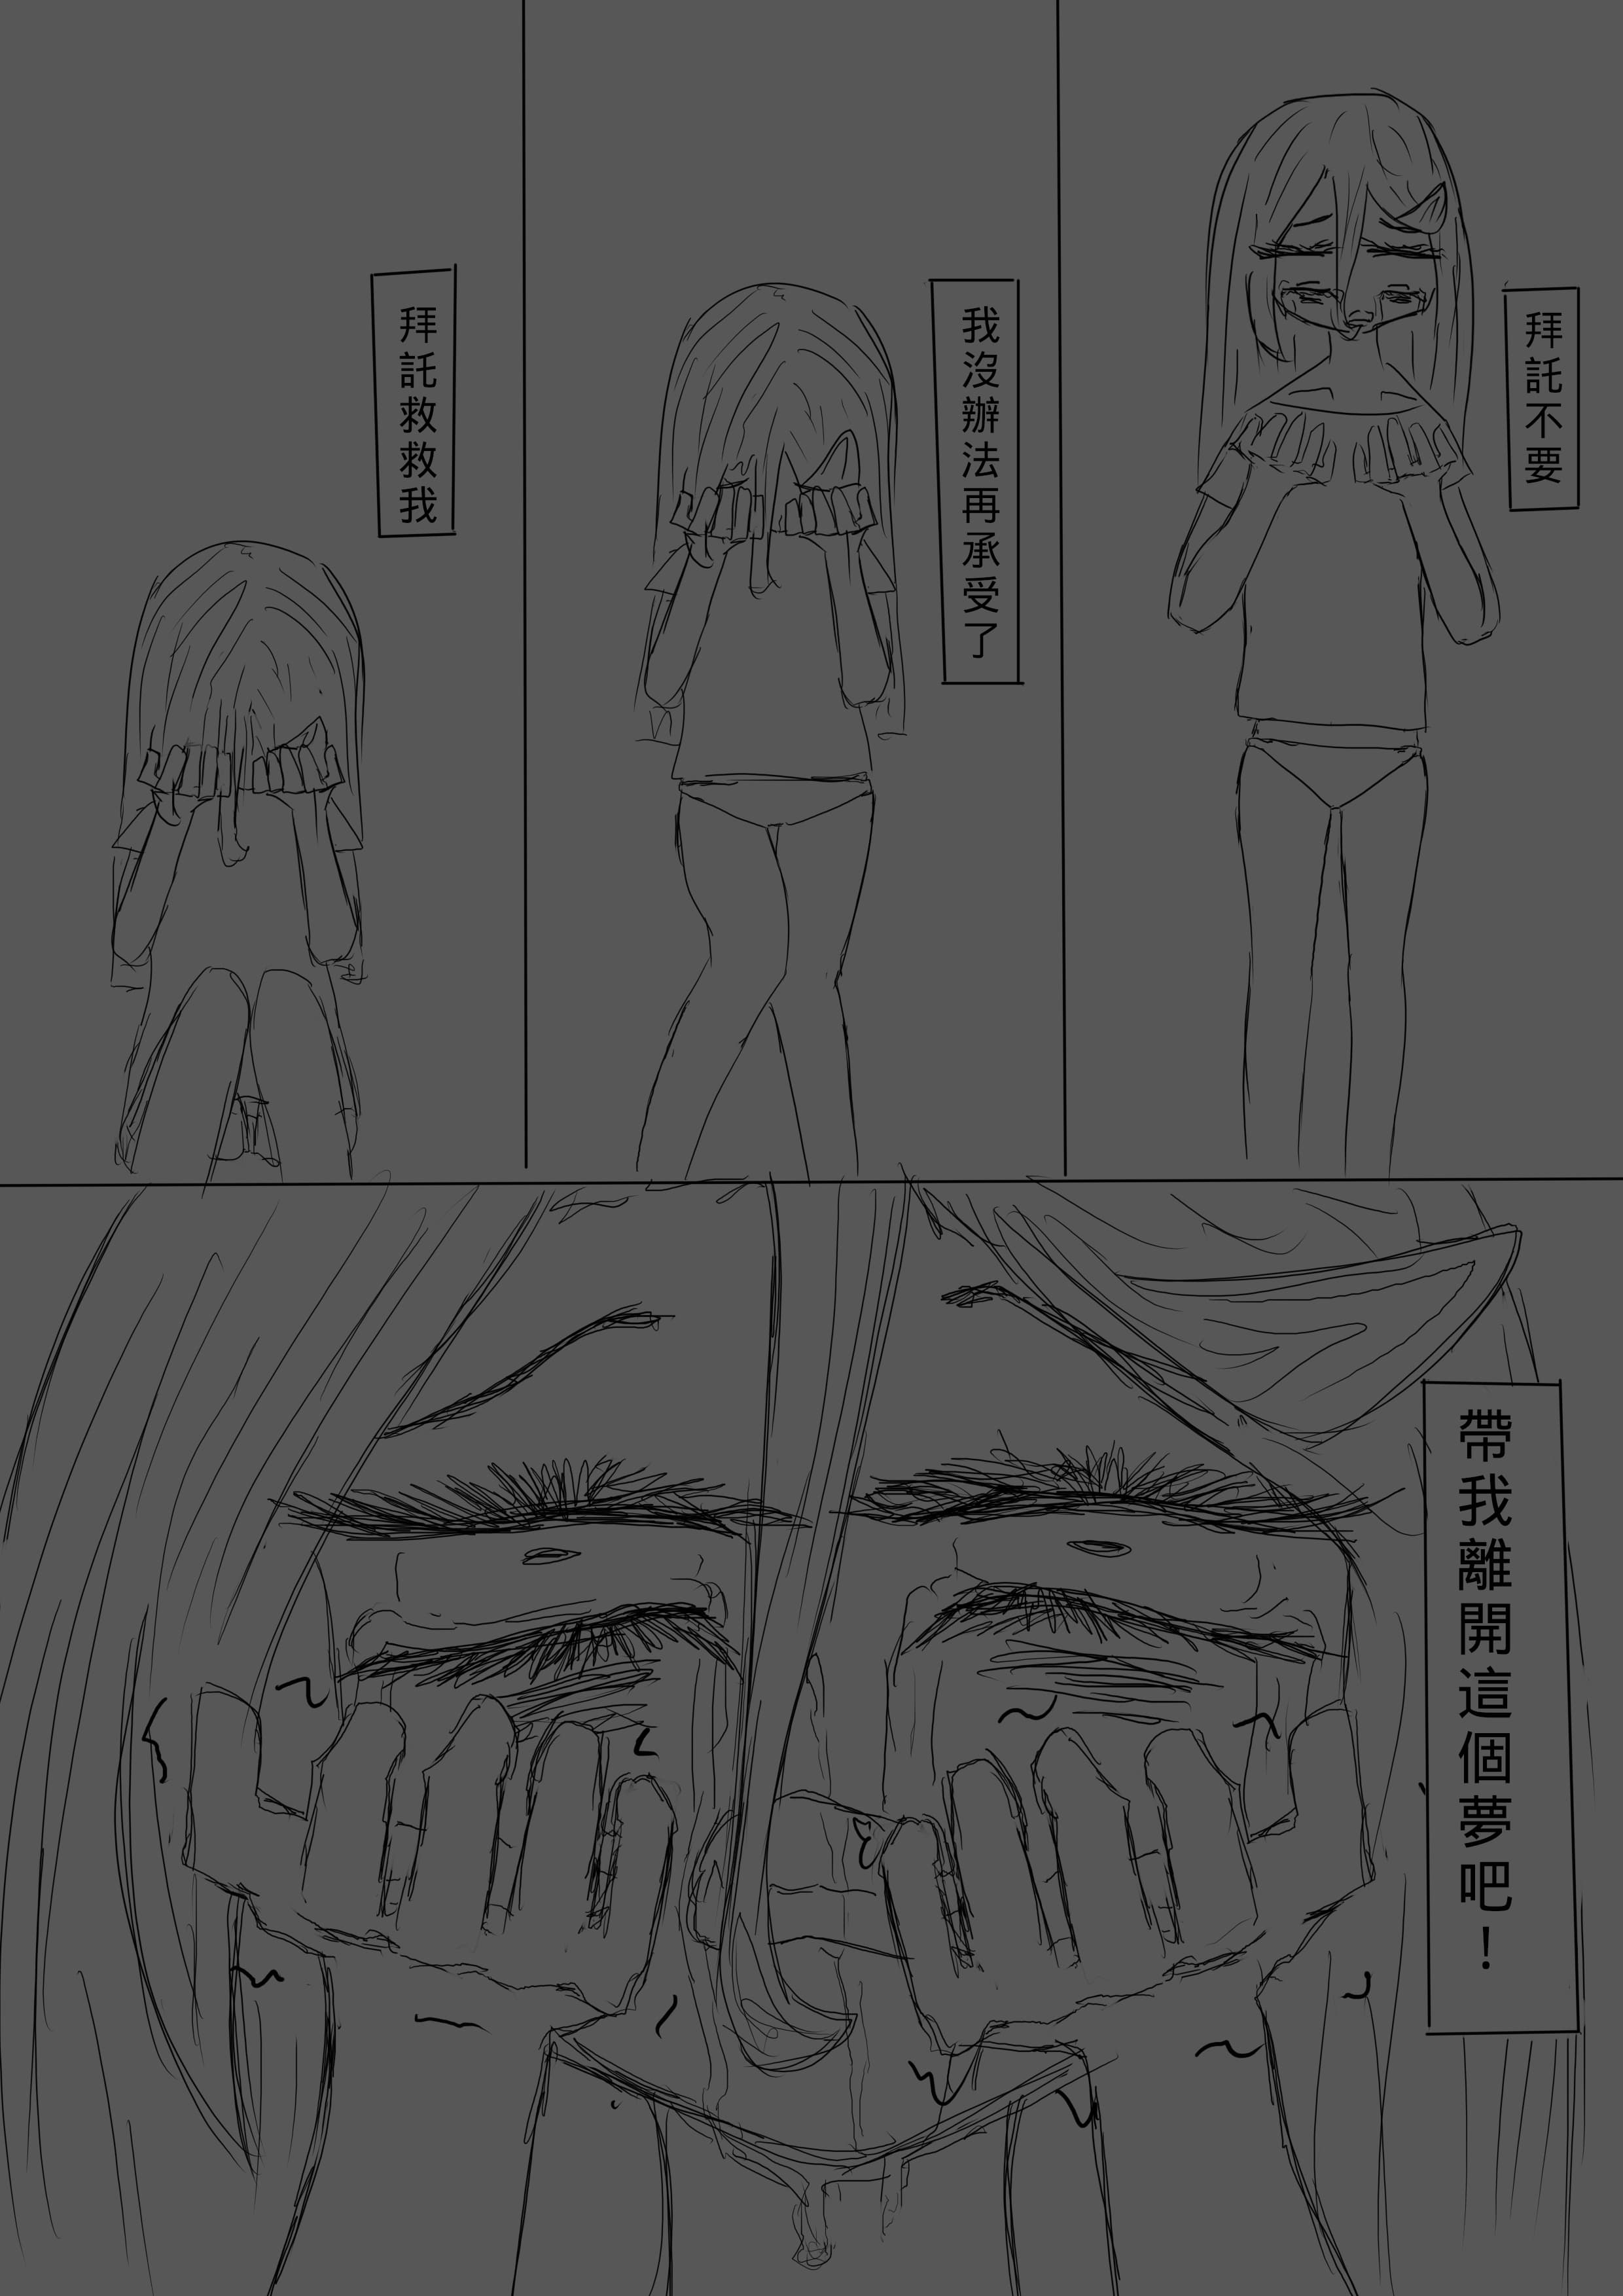 拜託不要
我沒辦法再承受了
拜託救救我
帶我離開這個夢吧！